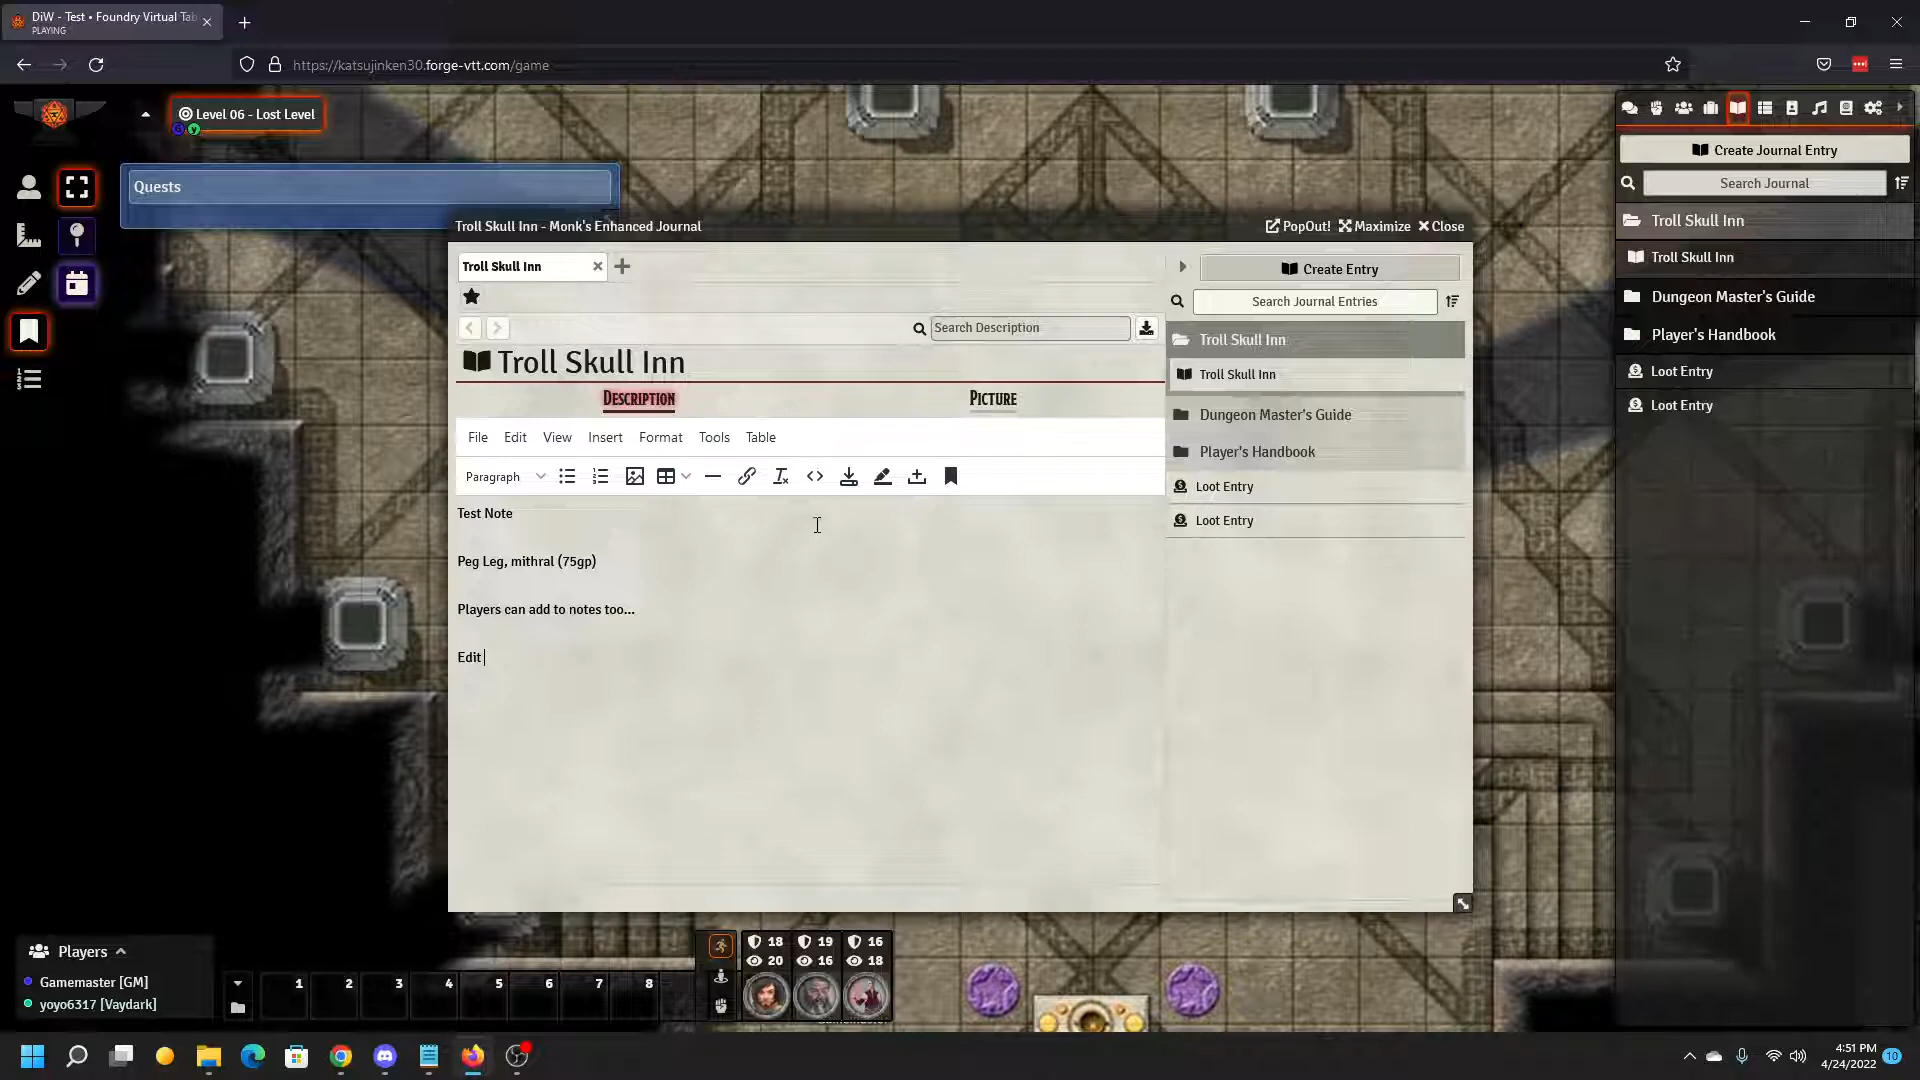 DiW - Test • Foundry Virtual Tab
PLAYING
https://katsujinken30.forge-vtt.com/game
Level 06 - Lost Level
G
y
Quests
Troll Skull Inn - Monk's Enhanced Journal
PopOut!
Maximize
Close
Troll Skull Inn
Search Description
Troll Skull Inn
Description
Picture
File
Edit
View
Insert
Format
Tools
Table
Paragraph
Test Note
Peg Leg, mithral (75gp)
Players can add to notes too...
Edit
Create Entry
Search Journal Entries
Troll Skull Inn
Troll Skull Inn
Dungeon Master's Guide
Player's Handbook
Loot Entry
Loot Entry
Create Journal Entry
Search Journal
Troll Skull Inn
Troll Skull Inn
Dungeon Master's Guide
Player's Handbook
Loot Entry
Loot Entry
Players
Gamemaster [GM]
yoyo6317 [Vaydark]
1 2 3 4 5 6 7 8
18 19 16
20 16 18
Gamemaster
4:51 PM
4/24/2022
10